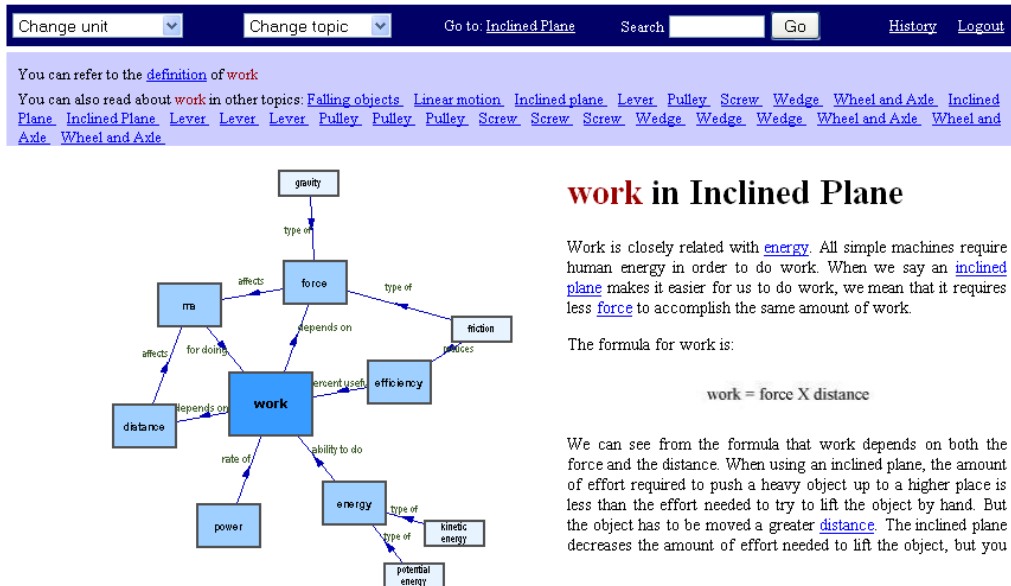 Change unit Change topic Go to: Inclined Plane Search Go History Logout
You can refer to the definition of work
You can also read about work in other topics: Falling objects Linear motion Inclined plane Lever Pulley Screw Wedge Wheel and Axle Inclined
Plane Inclined Plane Lever Lever Lever Pulley Pulley Pulley Screw Screw Screw Wedge Wedge Wedge Wheel and Axle Wheel and
Axle Wheel and Axle
gravity
type of
force
affects
type of
ma
depends on
friction
affects
for doing
reduces
efficiency
percent useful
work
depends on
distance
rate of
ability to do
power
energy
type of
kinetic
energy
type of
potential
energy
work in Inclined Plane
Work is closely related with energy. All simple machines require
human energy in order to do work. When we say an inclined
plane makes it easier for us to do work, we mean that it requires
less force to accomplish the same amount of work.
The formula for work is:
work = force X distance
We can see from the formula that work depends on both the
force and the distance. When using an inclined plane, the amount
of effort required to push a heavy object up to a higher place is
less than the effort needed to try to lift the object by hand. But
the object has to be moved a greater distance. The inclined plane
decreases the amount of effort needed to lift the object, but you